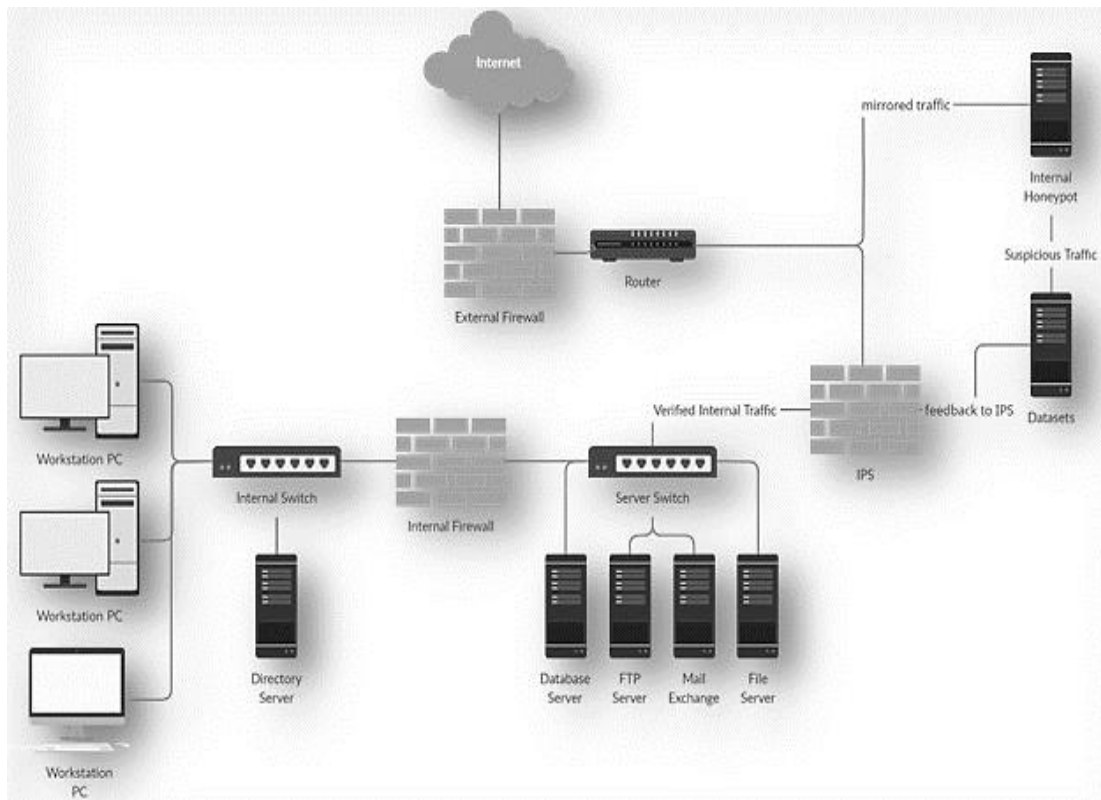 Internet
mirrored traffic
Internal
Honeypot
Suspicious Traffic
Router
External Firewall
Verified Internal Traffic
feedback to IPS
Datasets
IPS
Workstation PC
Internal Switch
Internal Firewall
Server Switch
Workstation PC
Directory
Server
Database
Server
FTP
Server
Mail
Exchange
File
Server
Workstation
PC